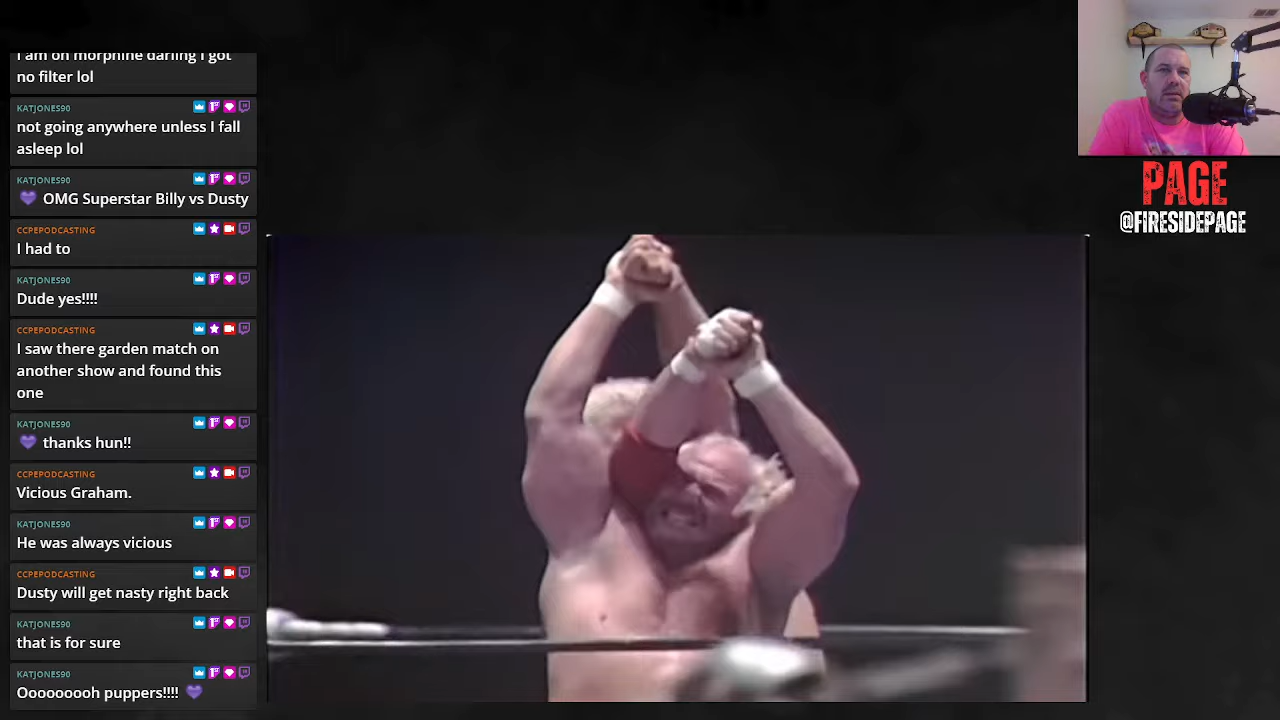 I am on morphine darling I got
no filter lol
KATJONES90
not going anywhere unless I fall
asleep lol
KATJONES90
OMG Superstar Billy vs Dusty
CCPEPODCASTING
I had to
KATJONES90
Dude yes!!!!
CCPEPODCASTING
I saw there garden match on
another show and found this
one
KATJONES90
thanks hun!!
CCPEPODCASTING
Vicious Graham.
KATJONES90
He was always vicious
CCPEPODCASTING
Dusty will get nasty right back
KATJONES90
that is for sure
KATJONES90
Ooooooooh puppers!!!!
PAGE
@FIRESIDEPAGE